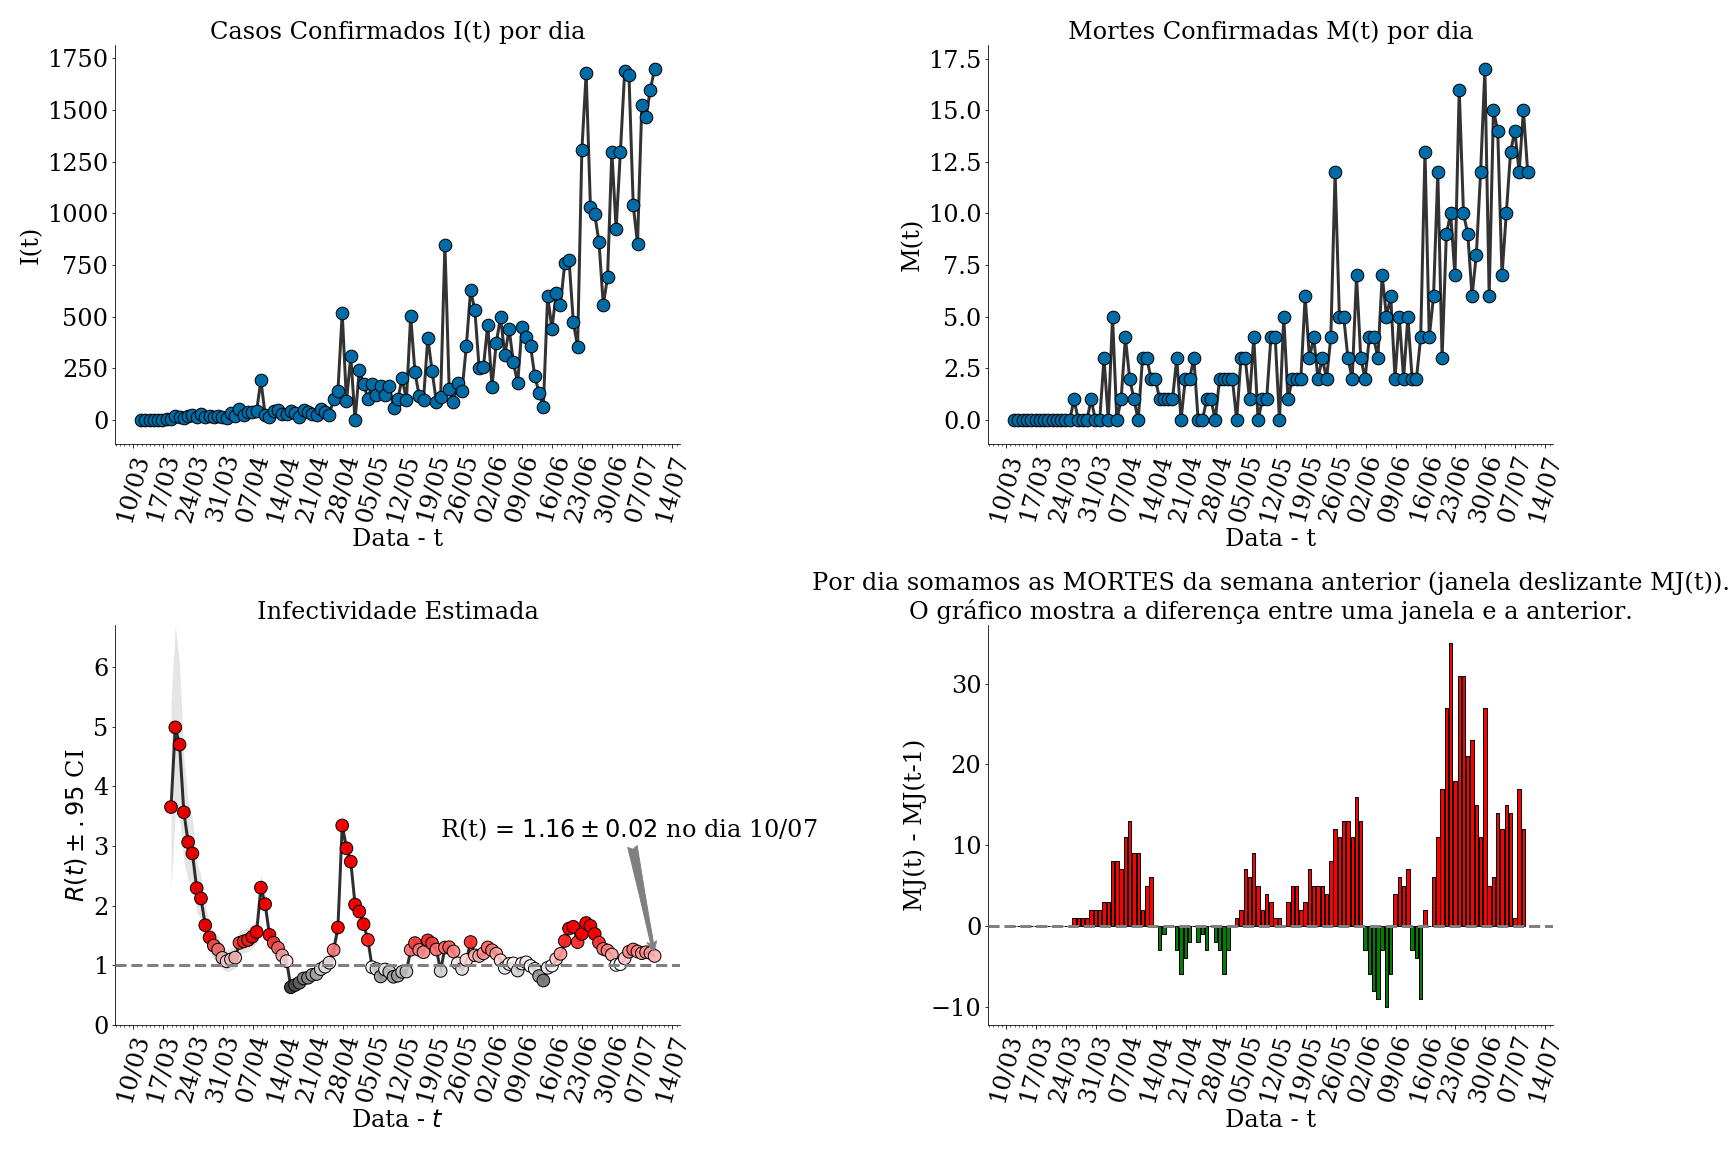 Casos Confirmados I(t) por dia
I(t)
1750
1500
1250
1000
750
500
250
0
10/03 17/03 24/03 31/03 07/04 14/04 21/04 28/04 05/05 12/05 19/05 26/05 02/06 09/06 16/06 23/06 30/06 07/07 14/07
Data - t
Mortes Confirmadas M(t) por dia
M(t)
17.5
15.0
12.5
10.0
7.5
5.0
2.5
0.0
10/03 17/03 24/03 31/03 07/04 14/04 21/04 28/04 05/05 12/05 19/05 26/05 02/06 09/06 16/06 23/06 30/06 07/07 14/07
Data - t
Infectividade Estimada
R(t) ± .95 CI
6
5
4
3
2
1
0
R(t) = 1.16 ± 0.02 no dia 10/07
10/03 17/03 24/03 31/03 07/04 14/04 21/04 28/04 05/05 12/05 19/05 26/05 02/06 09/06 16/06 23/06 30/06 07/07 14/07
Data - t
Por dia somamos as MORTES da semana anterior (janela deslizante MJ(t)).
O gráfico mostra a diferença entre uma janela e a anterior.
MJ(t) - MJ(t-1)
30
20
10
0
−10
10/03 17/03 24/03 31/03 07/04 14/04 21/04 28/04 05/05 12/05 19/05 26/05 02/06 09/06 16/06 23/06 30/06 07/07 14/07
Data - t